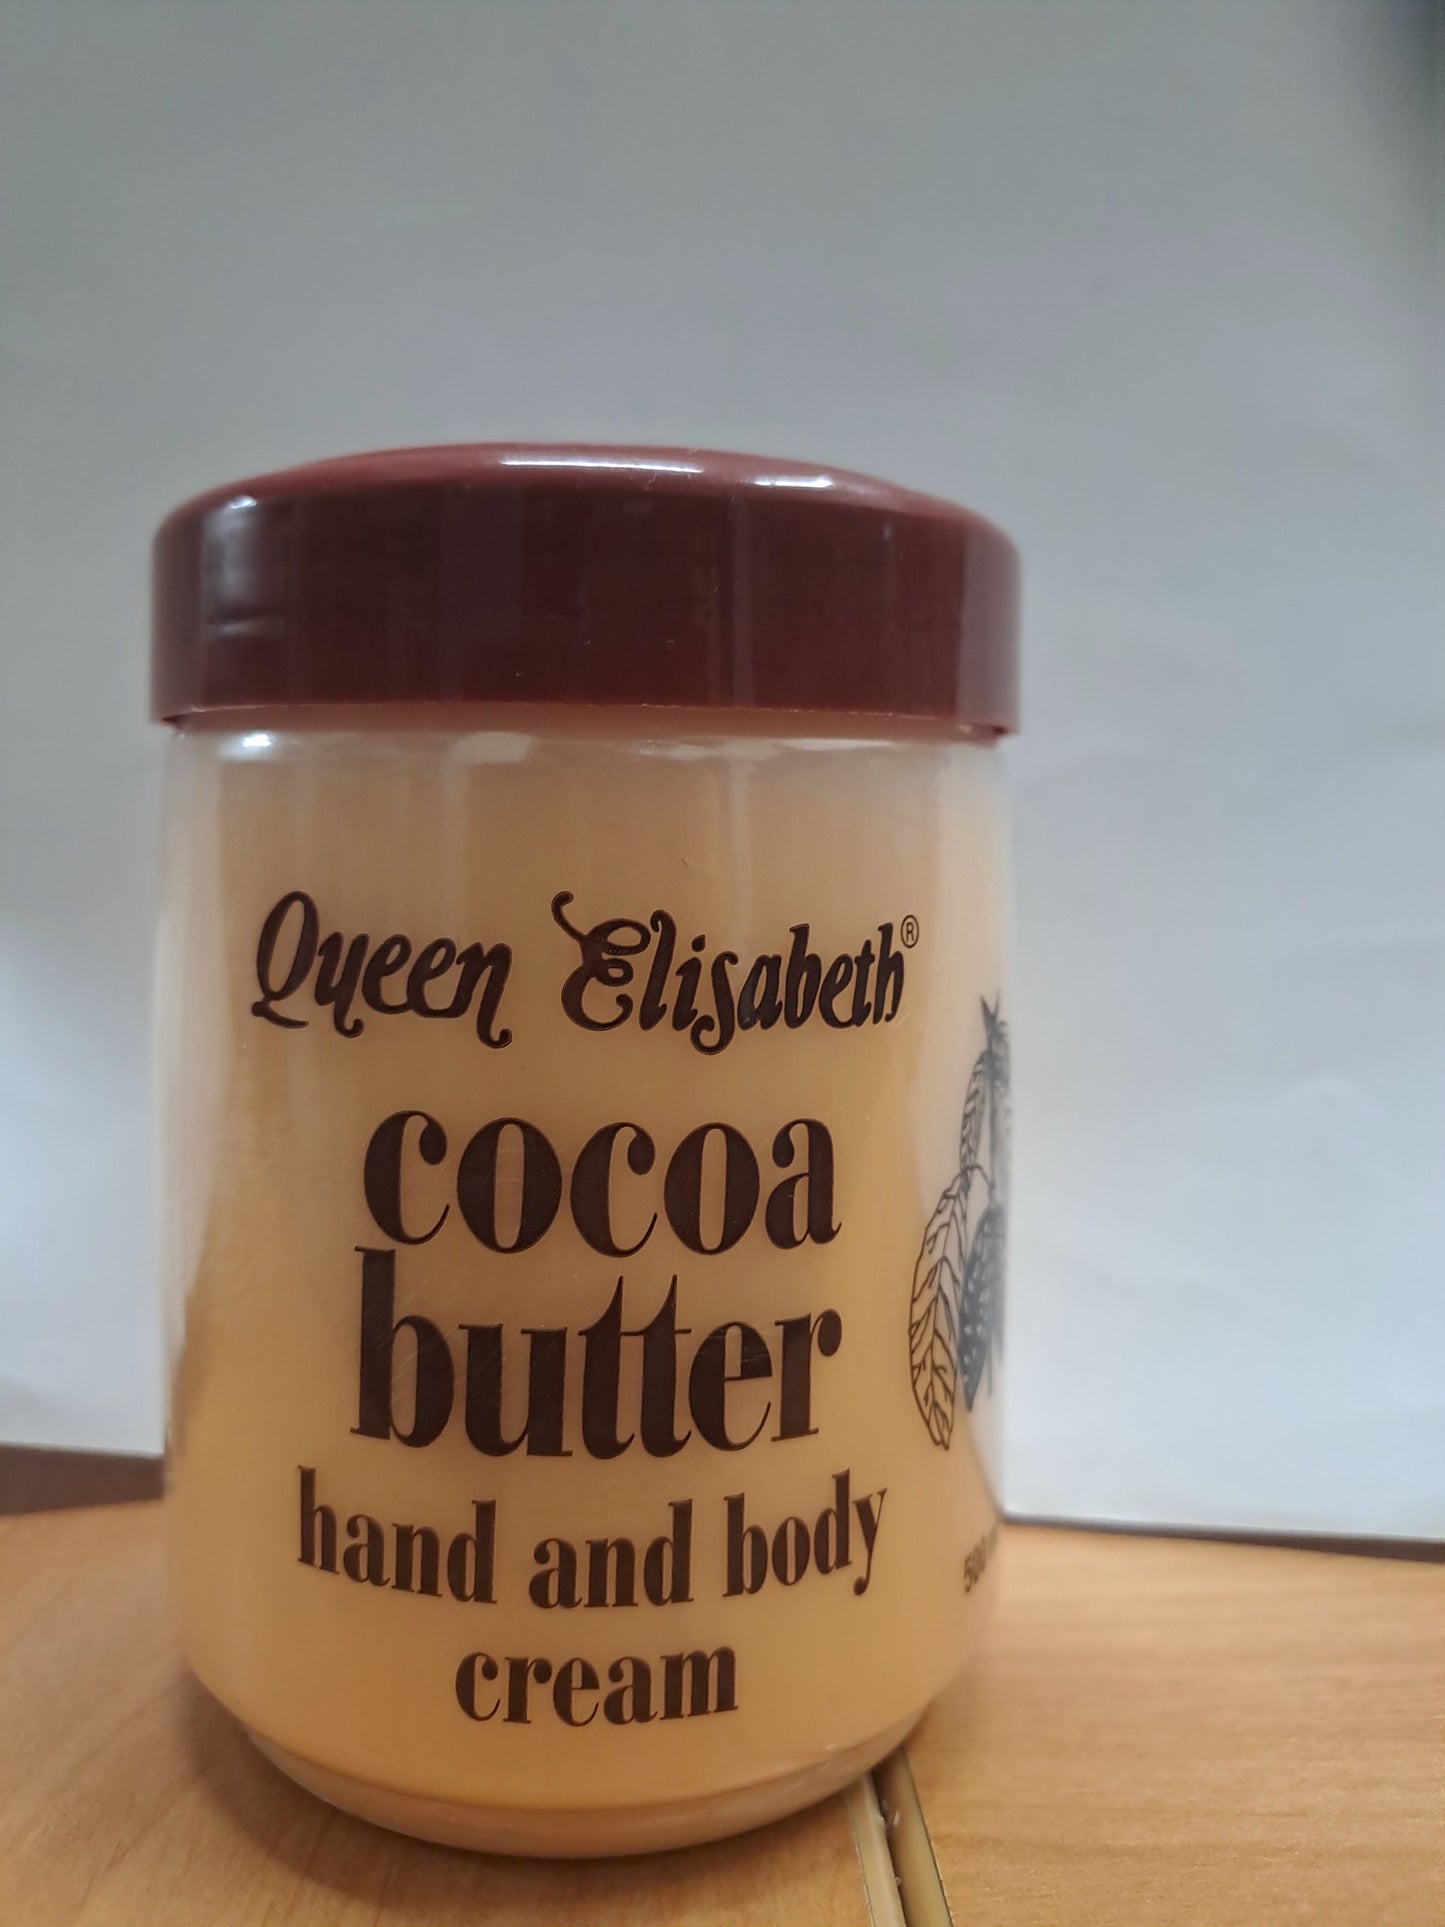 Queen Elisabeth®
cocoa
butter
hand and body
cream